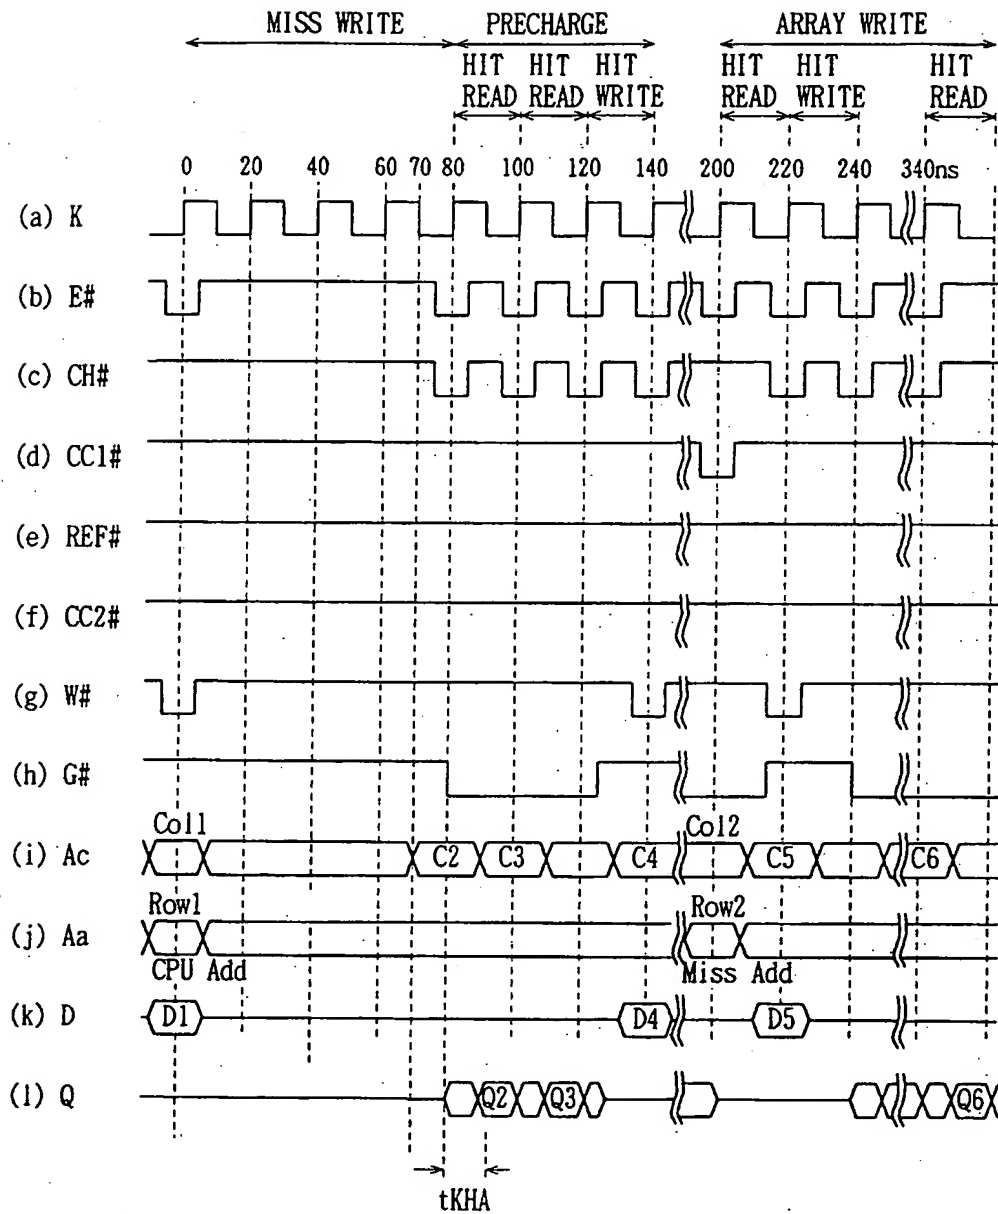 MISS WRITE PRECHARGE ARRAY WRITE
HIT HIT HIT HIT HIT HIT
READ READ WRITE READ WRITE READ
0 20 40 60 70 80 100 120 140 200 220 240 340ns
(a) K
(b) E#
(c) CH#
(d) CC1#
(e) REF#
(f) CC2#
(g) W#
(h) G#
Col1 Col2
(i) Ac C2 C3 C4 C5 C6
Row1 Row2
(j) Aa
CPU Add Miss Add
(k) D D1 D4 D5
(l) Q Q2 Q3 Q6
tKHA